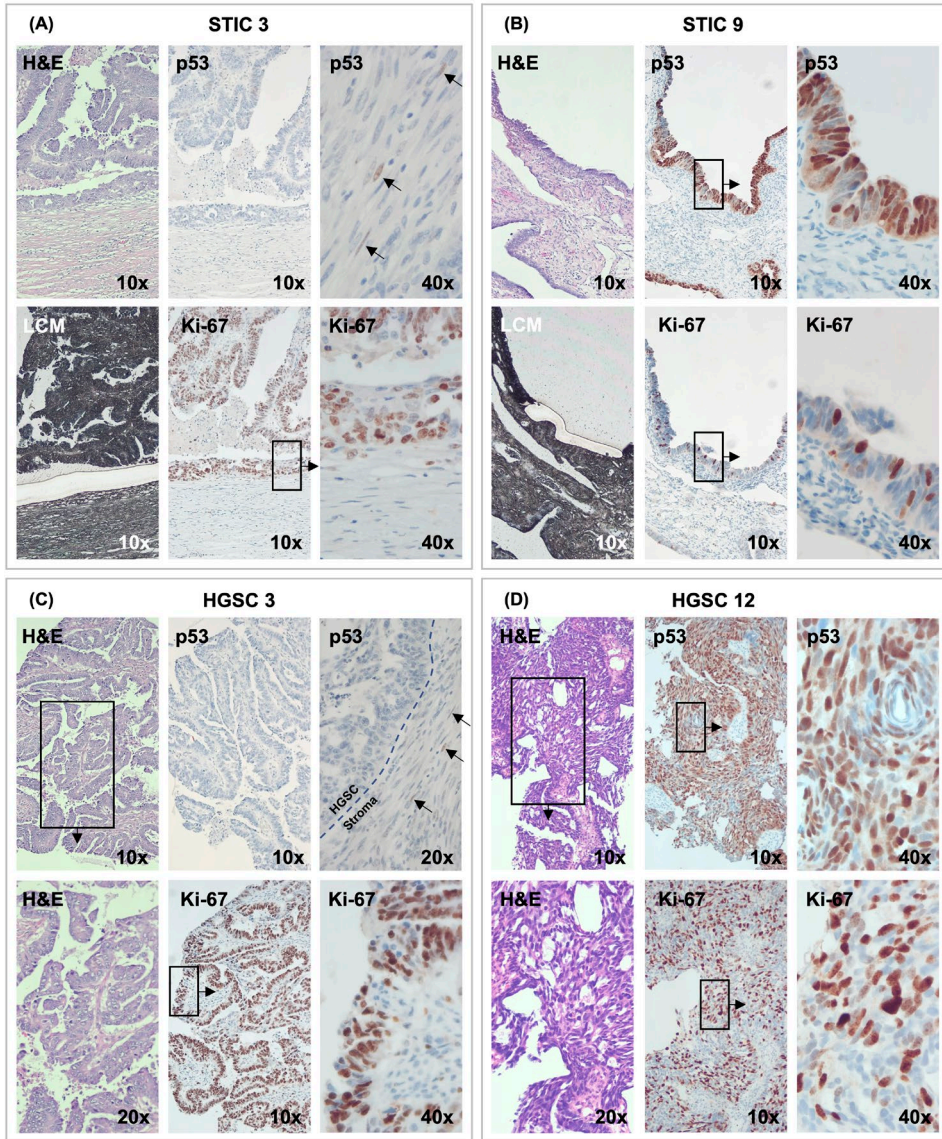 (A) STIC 3
H&E p53
10x 10x 40x
LCM Ki-67 Ki-67
10x 10x 40x
(B) STIC 9
H&E p53 p53
10x 10x 40x
LCM Ki-67 Ki-67
10x 10x 40x
(C) HGSC 3
H&E p53 p53
HGSC
Stroma
10x 10x 20x
H&E Ki-67 Ki-67
20x 10x 40x
(D) HGSC 12
H&E p53 p53
10x 10x 40x
H&E Ki-67 Ki-67
20x 10x 40x